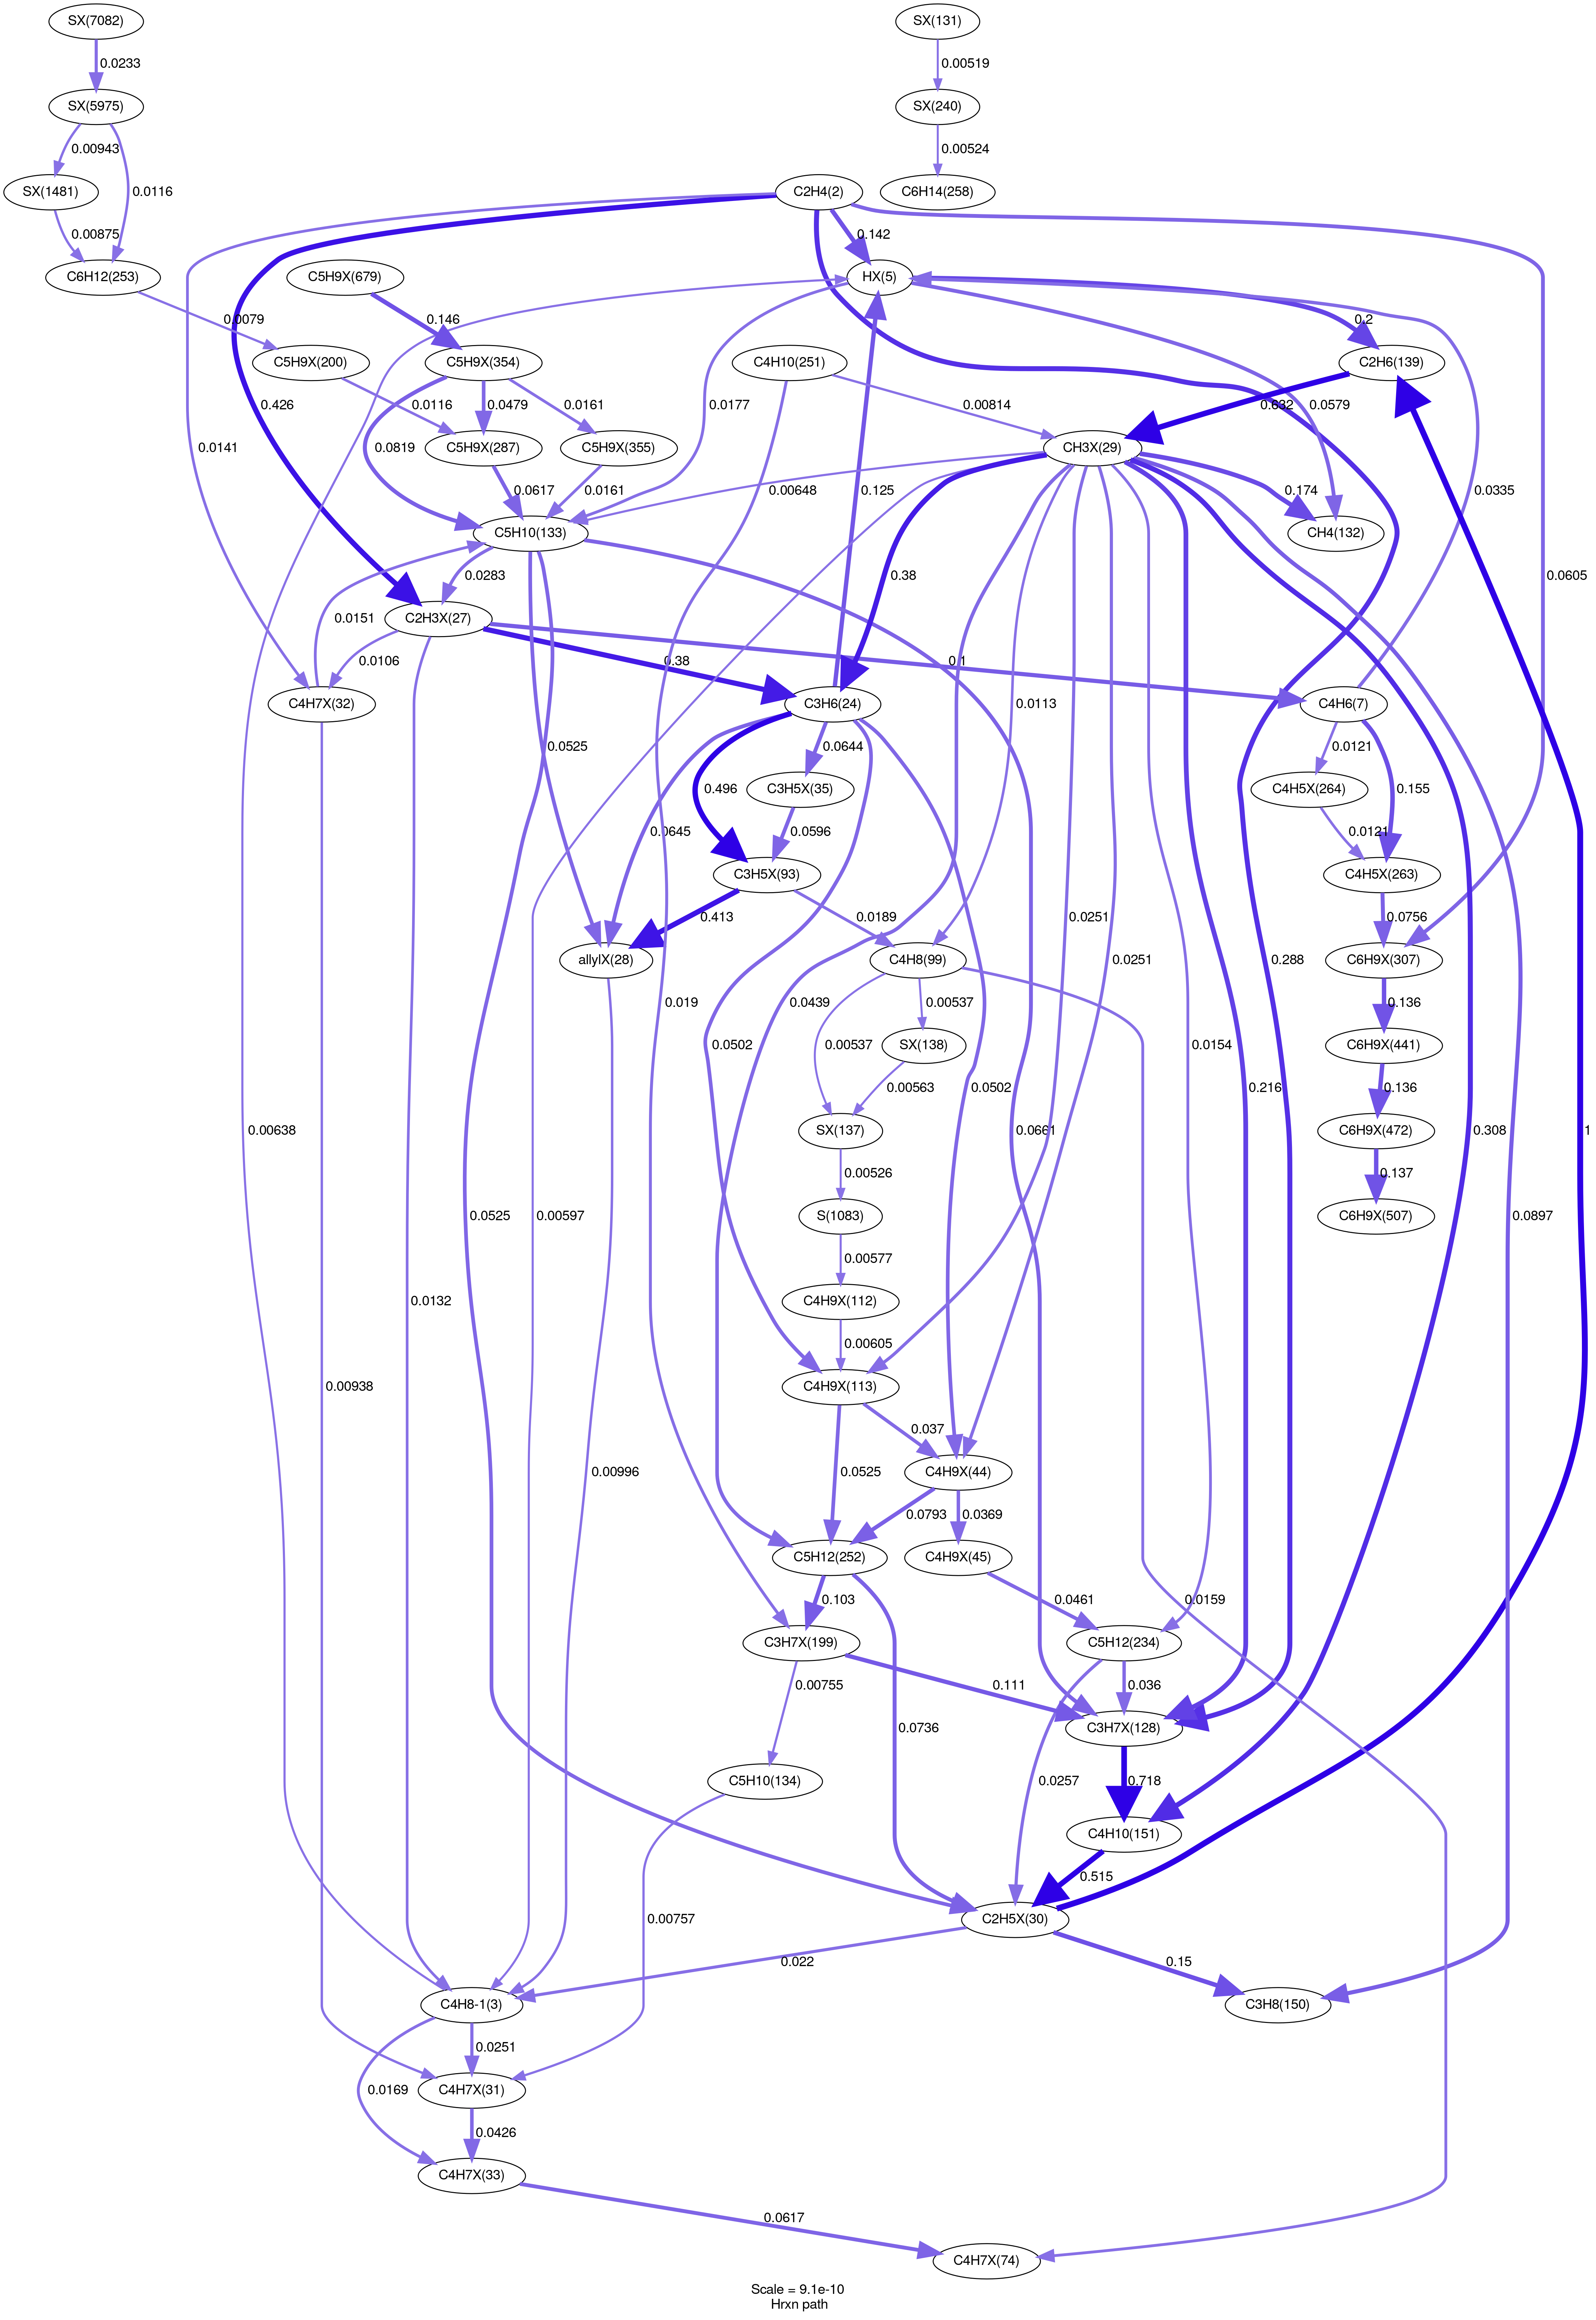 SX(7082)
SX(131)
0.0233
0.00519
SX(5975)
SX(240)
0.00943
0.00524
SX(1481)
0.0116
C2H4(2)
C6H14(258)
0.00875
0.142
C6H12(253)
C5H9X(679)
HX(5)
0.0079
0.146
0.2
C5H9X(200)
C5H9X(354)
C4H10(251)
C2H6(139)
0.0605
0.426
0.0116
0.0479
0.0161
0.00814
0.632
0.0579
0.0141
0.0819
C5H9X(287)
C5H9X(355)
0.0177
CH3X(29)
0.0617
0.0161
0.125
0.00648
0.174
0.0335
C5H10(133)
CH4(132)
0.0283
0.38
C2H3X(27)
0.0151
0.0106
0.38
0.1
C4H7X(32)
C3H6(24)
0.0113
C4H6(7)
0.0525
0.0644
0.0121
0.496
C3H5X(35)
C4H5X(264)
0.155
0.0645
0.0596
0.0121
C3H5X(93)
C4H5X(263)
0.413
0.0189
0.0251
0.0251
0.0756
allylX(28)
C4H8(99)
0.288
C6H9X(307)
0.019
0.0439
0.00537
0.136
0.0502
0.00537
SX(138)
0.0154
C6H9X(441)
0.00563
0.0502
0.216
0.136
0.00638
0.0525
0.00597
SX(137)
0.0661
C6H9X(472)
0.308
1
0.00526
0.137
S(1083)
C6H9X(507)
0.0897
0.00577
0.0132
C4H9X(112)
0.00605
0.00938
C4H9X(113)
0.037
0.00996
0.0525
C4H9X(44)
0.0793
0.0369
C5H12(252)
C4H9X(45)
0.103
0.0461
0.0159
C3H7X(199)
C5H12(234)
0.00755
0.111
0.036
0.0736
C3H7X(128)
C5H10(134)
0.0257
0.718
C4H10(151)
0.515
0.00757
C2H5X(30)
0.022
0.15
C4H8-1(3)
C3H8(150)
0.0251
0.0169
C4H7X(31)
0.0426
C4H7X(33)
0.0617
C4H7X(74)
Scale = 9.1e-10
Hrxn path